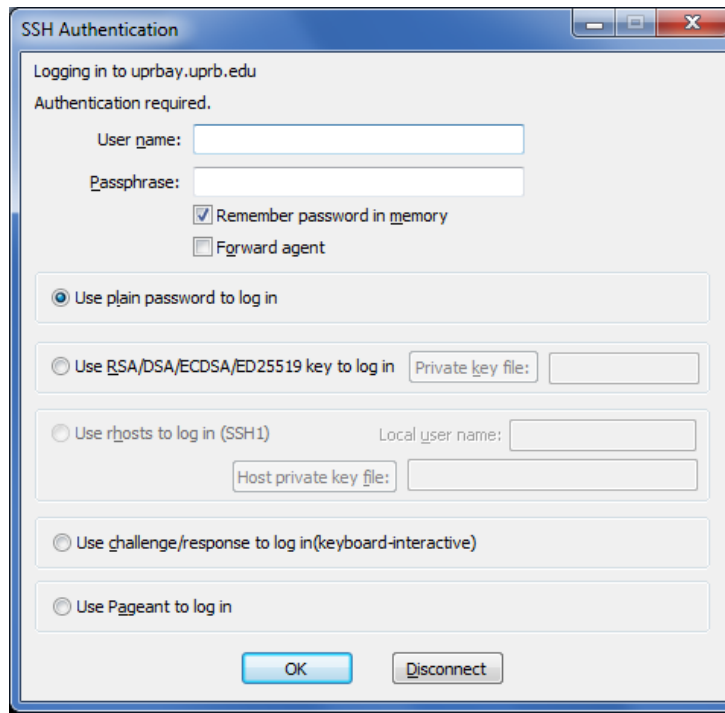 SSH Authentication
Logging in to uprbay.uprb.edu
Authentication required.
User name:
Passphrase:
Remember password in memory
Forward agent
Use plain password to log in
Use RSA/DSA/ECDSA/ED25519 key to log in Private key file:
Use rhosts to log in (SSH1) Local user name:
Host private key file:
Use challenge/response to log in(keyboard-interactive)
Use Pageant to log in
OK Disconnect